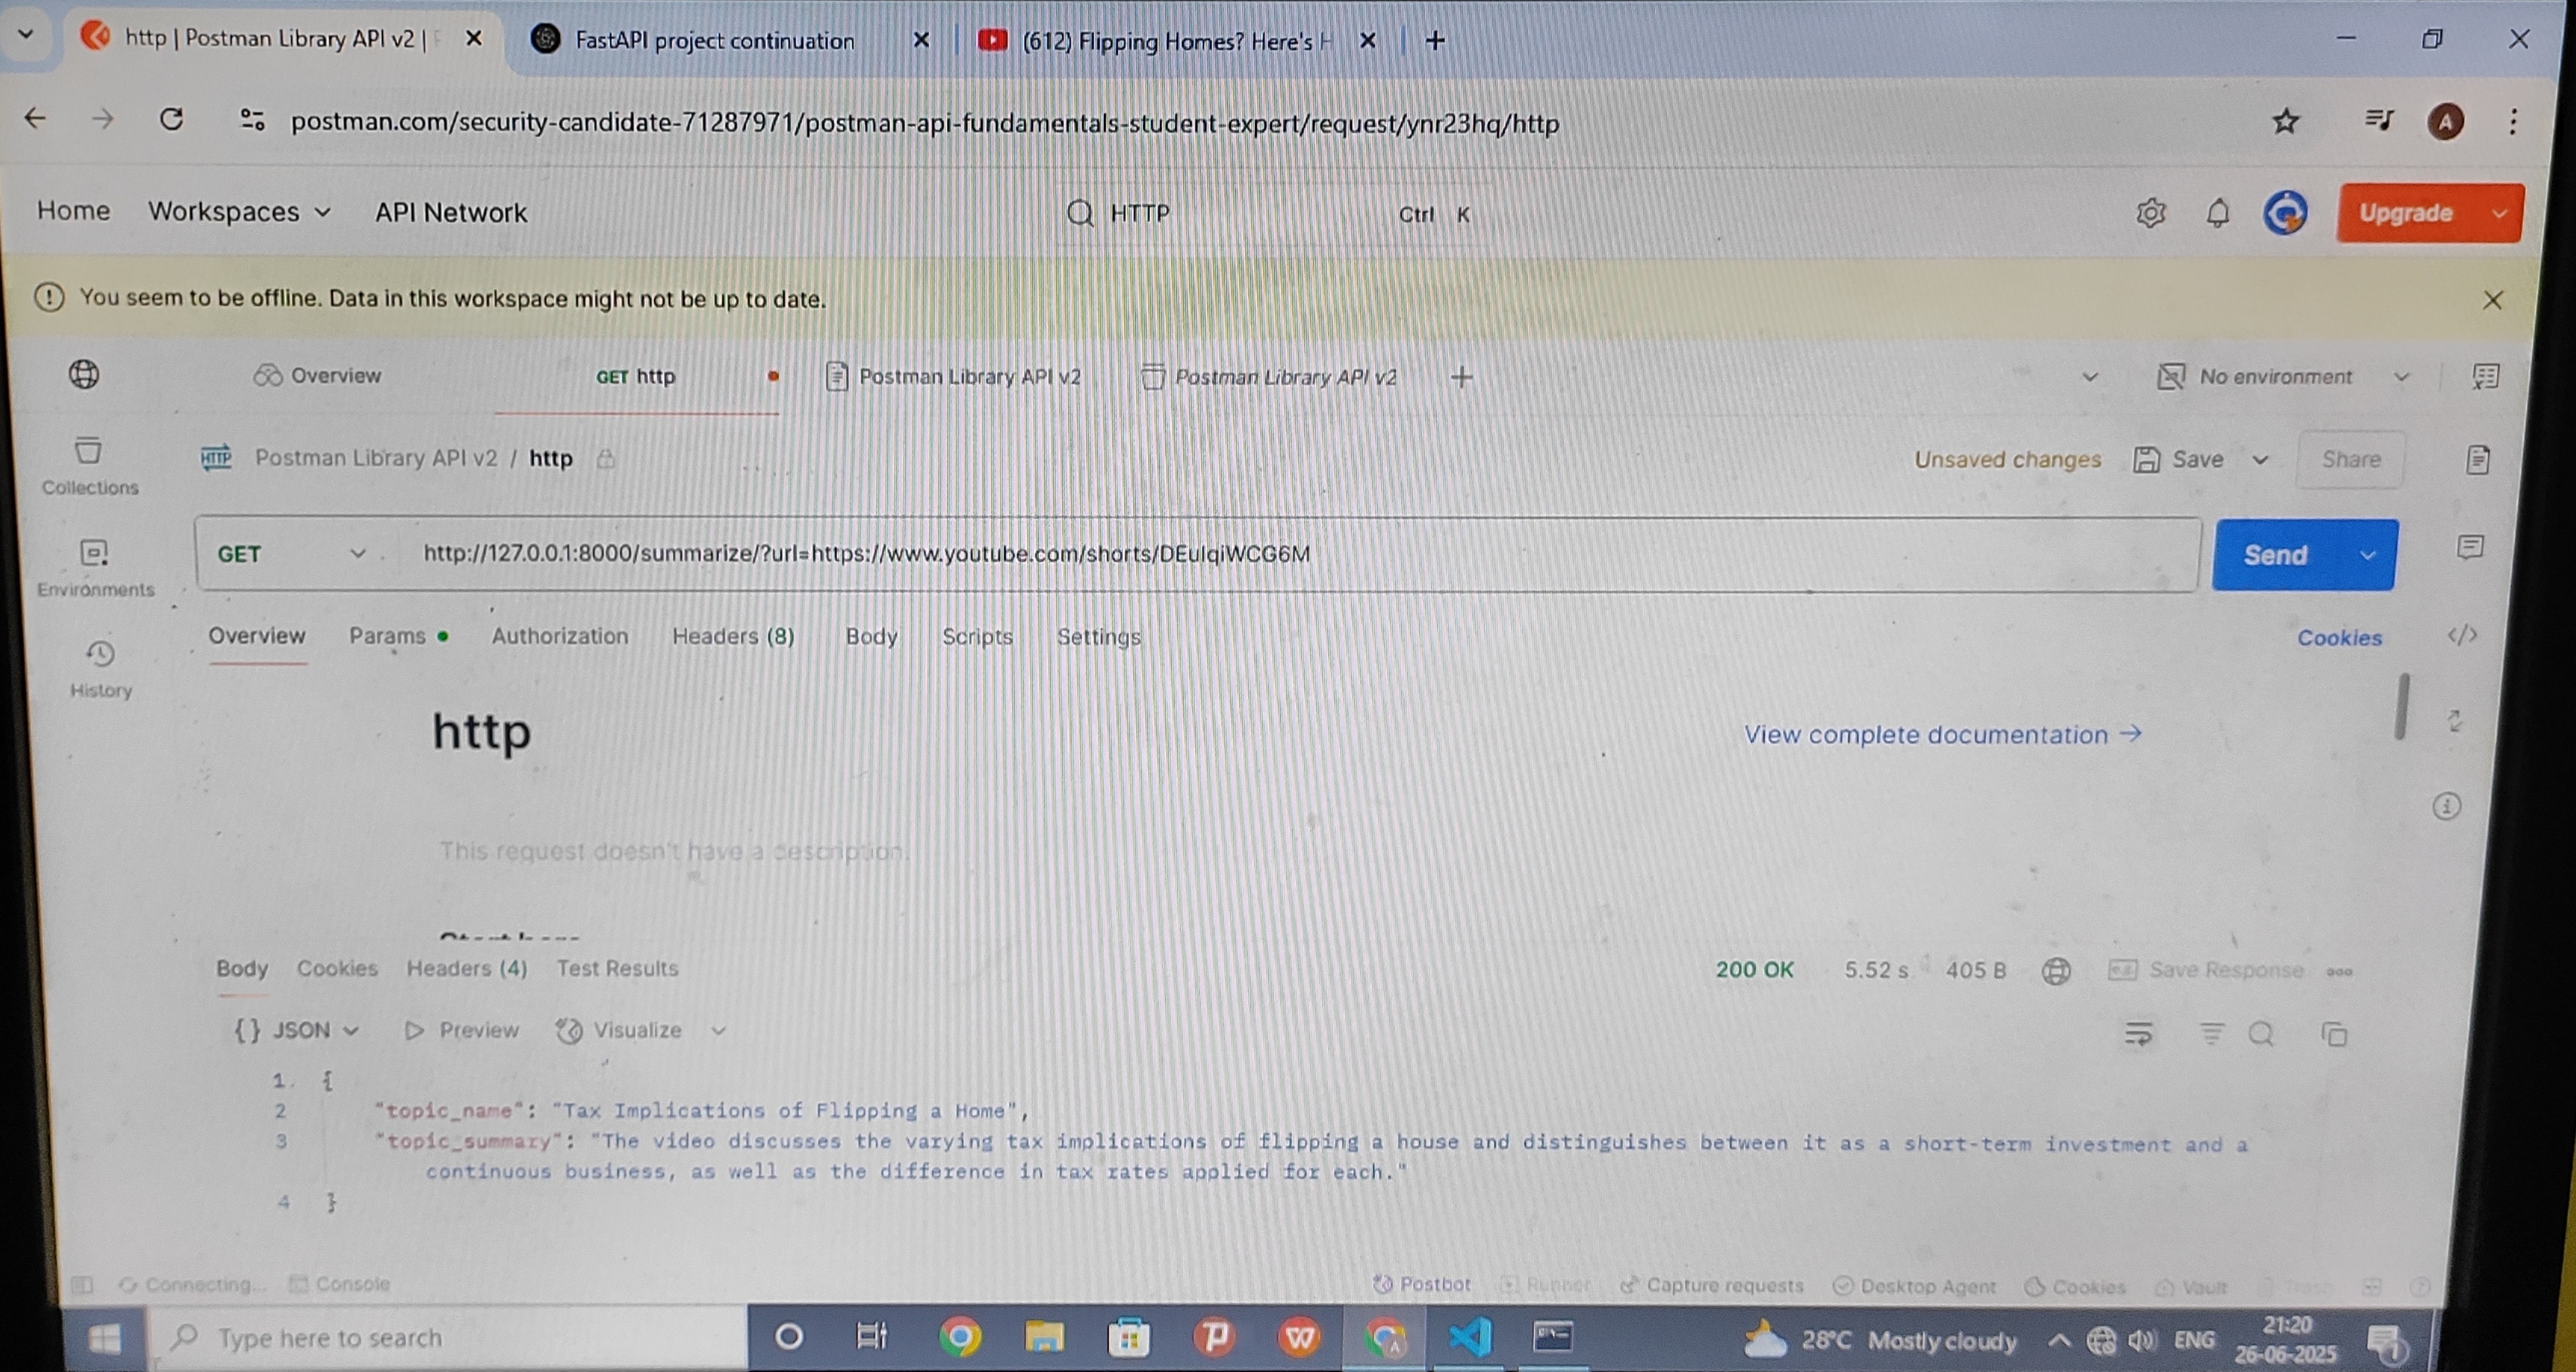 http | Postman Library API v2 |
FastAPI project continuation
(612) Flipping Homes? Here's H
postman.com/security-candidate-71287971/postman-api-fundamentals-student-expert/request/ynr23hq/http
A
Home Workspaces API Network HTTP Ctrl K Upgrade
You seem to be offline. Data in this workspace might not be up to date.
Overview GET http Postman Library API v2 Postman Library API v2 No environment
HTTP Postman Library API v2 / http Unsaved changes Save Share
Collections
GET http://127.0.0.1:8000/summarize/?url=https://www.youtube.com/shorts/DEulqiWCG6M Send
Environments
Overview Params Authorization Headers (8) Body Scripts Settings Cookies </>
History
http View complete documentation →
This request doesn't have a description.
Body Cookies Headers (4) Test Results 200 OK 5.52 s 405 B Save Response
{} JSON Preview Visualize
1 {
2 "topic_name": "Tax Implications of Flipping a Home",
3 "topic_summary": "The video discusses the varying tax implications of flipping a house and distinguishes between it as a short-term investment and a
continuous business, as well as the difference in tax rates applied for each."
4 }
Connecting... Console Postbot Runner Capture requests Desktop Agent Cookies Vault Trash
Type here to search 28°C Mostly cloudy ENG 21:20
26-06-2025